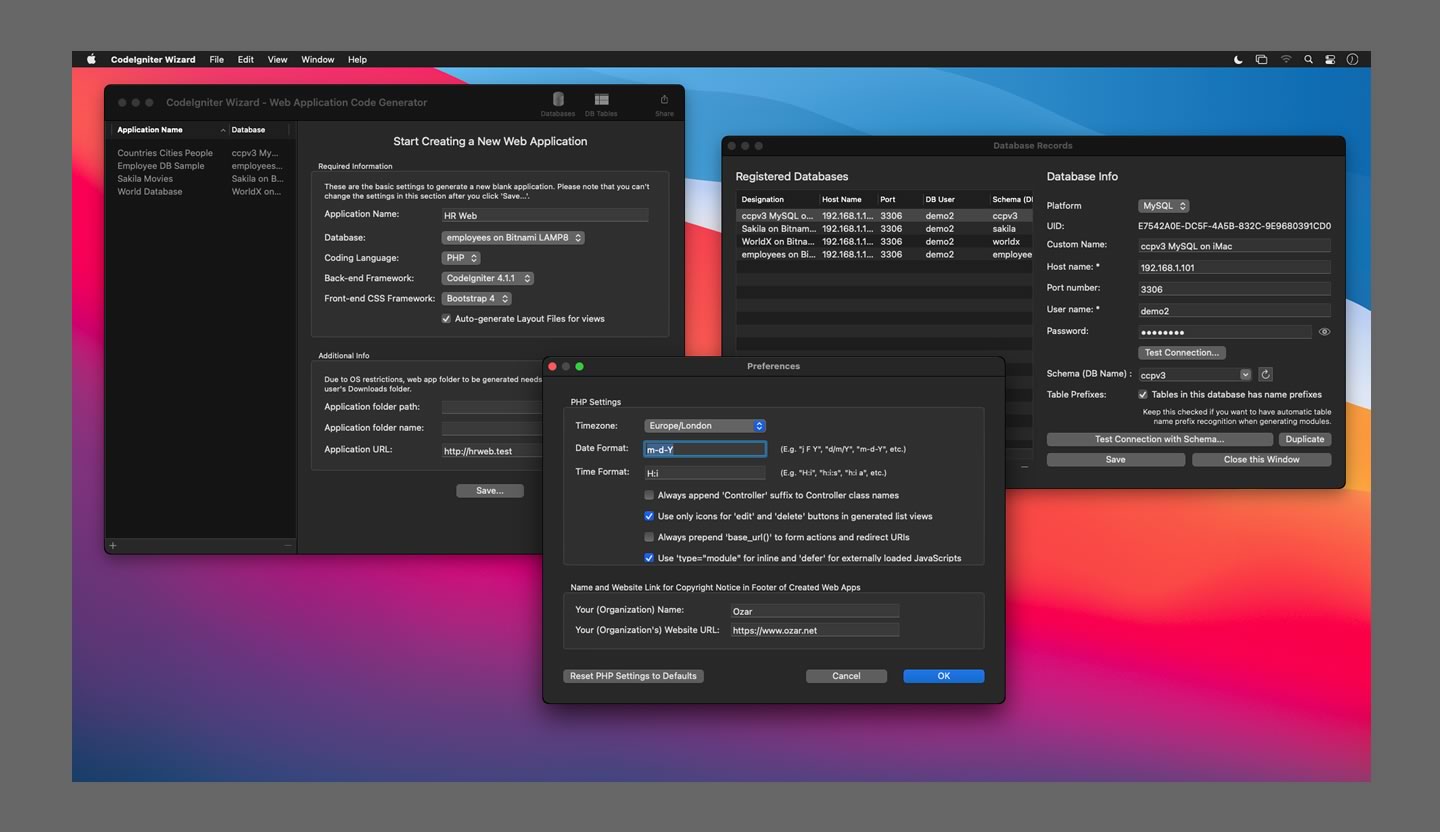 CodeIgniter Wizard File Edit View Window Help
CodeIgniter Wizard - Web Application Code Generator
Databases DB Tables Share
Application Name Database
Countries Cities People ccpv3 My...
Employee DB Sample employees...
Sakila Movies Sakila on B...
World Database WorldX on...
Start Creating a New Web Application
Required Information
These are the basic settings to generate a new blank application. Please note that you can't
change the settings in this section after you click 'Save...'.
Application Name: HR Web
Database: employees on Bitnami LAMP8
Coding Language: PHP
Back-end Framework: CodeIgniter 4.1.1
Front-end CSS Framework: Bootstrap 4
Auto-generate Layout Files for views
Additional Info
Due to OS restrictions, web app folder to be generated needs
user's Downloads folder.
Application folder path:
Application folder name:
Application URL: http://hrweb.test
Save...
Database Records
Registered Databases
Designation Host Name Port DB User Schema (D
ccpv3 MySQL o... 192.168.1.1... 3306 demo2 ccpv3
Sakila on Bitnam... 192.168.1.1... 3306 demo2 sakila
WorldX on Bitna... 192.168.1.1... 3306 demo2 worldx
employees on Bi... 192.168.1.1... 3306 demo2 employee
Database Info
Platform MySQL
UID: E7542A0E-DC5F-4A5B-832C-9E9680391CD0
Custom Name: ccpv3 MySQL on iMac
Host name: * 192.168.1.101
Port number: 3306
User name: * demo2
Password: ●●●●●●●●
Test Connection...
Schema (DB Name) : ccpv3
Table Prefixes: Tables in this database has name prefixes
Keep this checked if you want to have automatic table
name prefix recognition when generating modules.
Test Connection with Schema... Duplicate
Save Close this Window
Preferences
PHP Settings
Timezone: Europe/London
Date Format: m-d-Y (E.g. "j F Y", "d/m/Y", "m-d-Y", etc.)
Time Format: H:i (E.g. "H:i", "h:i:s", "h:i a", etc.)
Always append 'Controller' suffix to Controller class names
Use only icons for 'edit' and 'delete' buttons in generated list views
Always prepend 'base_url()' to form actions and redirect URIs
Use 'type="module" for inline and 'defer' for externally loaded JavaScripts
Name and Website Link for Copyright Notice in Footer of Created Web Apps
Your (Organization) Name: Ozar
Your (Organization's) Website URL: https://www.ozar.net
Reset PHP Settings to Defaults Cancel OK